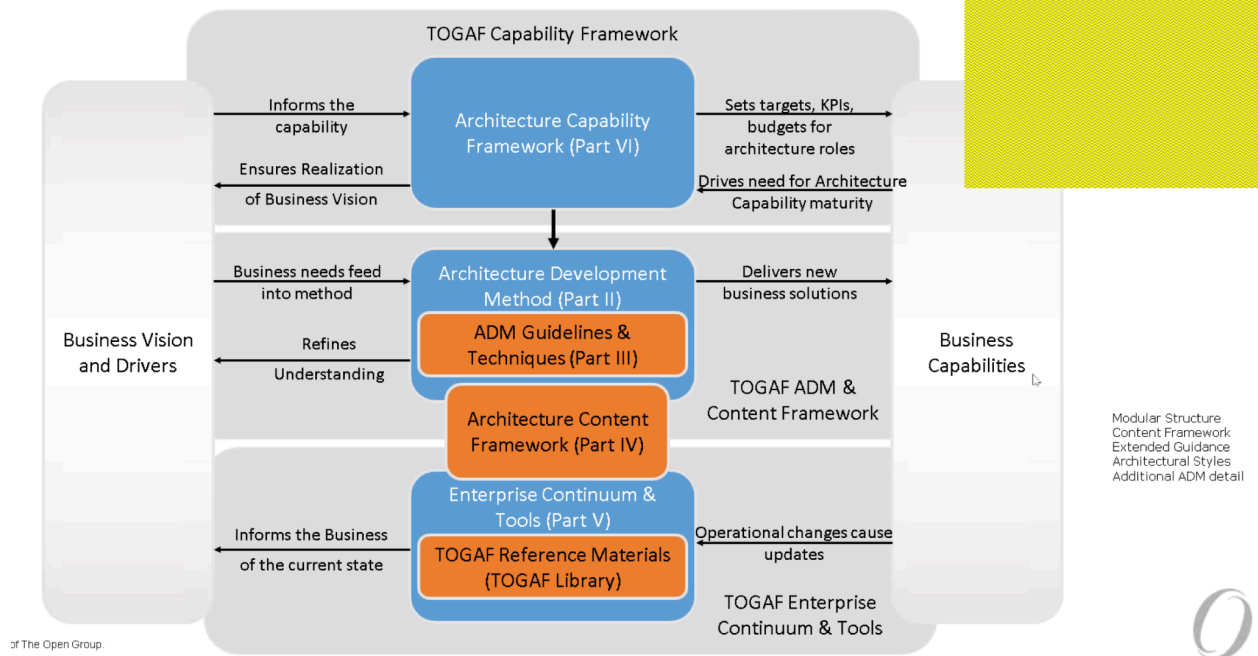 TOGAF Capability Framework
Informs the
capability
Architecture Capability
Framework (Part VI)
Sets targets, KPIs,
budgets for
architecture roles
Ensures Realization
of Business Vision
Drives need for Architecture
Capability maturity
Business needs feed
into method
Architecture Development
Method (Part II)
Delivers new
business solutions
ADM Guidelines &
Techniques (Part III)
Refines
Understanding
Business Vision
and Drivers
Business
Capabilities
TOGAF ADM &
Content Framework
Architecture Content
Framework (Part IV)
Modular Structure
Content Framework
Extended Guidance
Architectural Styles
Additional ADM detail
Enterprise Continuum &
Tools (Part V)
Informs the Business
of the current state
Operational changes cause
updates
TOGAF Reference Materials
(TOGAF Library)
TOGAF Enterprise
Continuum & Tools
of The Open Group.